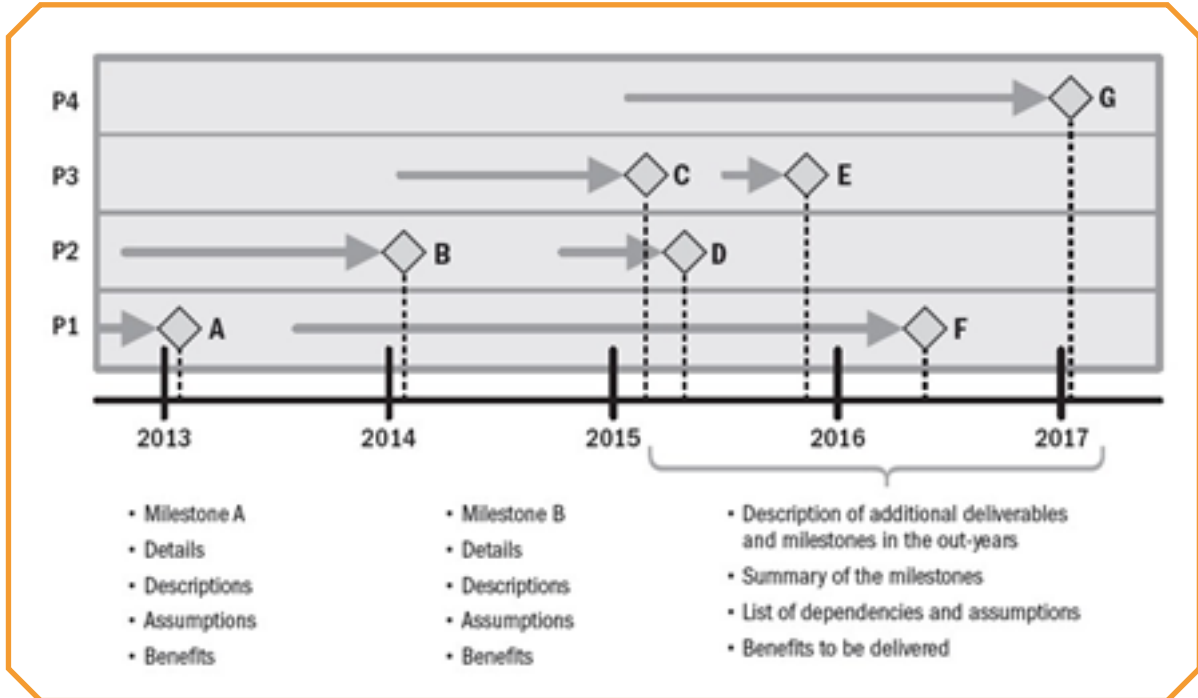 P4
G
P3
C
E
P2
B
D
P1
A
F
2013
2014
2015
2016
2017
• Milestone A
• Details
• Descriptions
• Assumptions
• Benefits
• Milestone B
• Details
• Descriptions
• Assumptions
• Benefits
• Description of additional deliverables
and milestones in the out-years
• Summary of the milestones
• List of dependencies and assumptions
• Benefits to be delivered